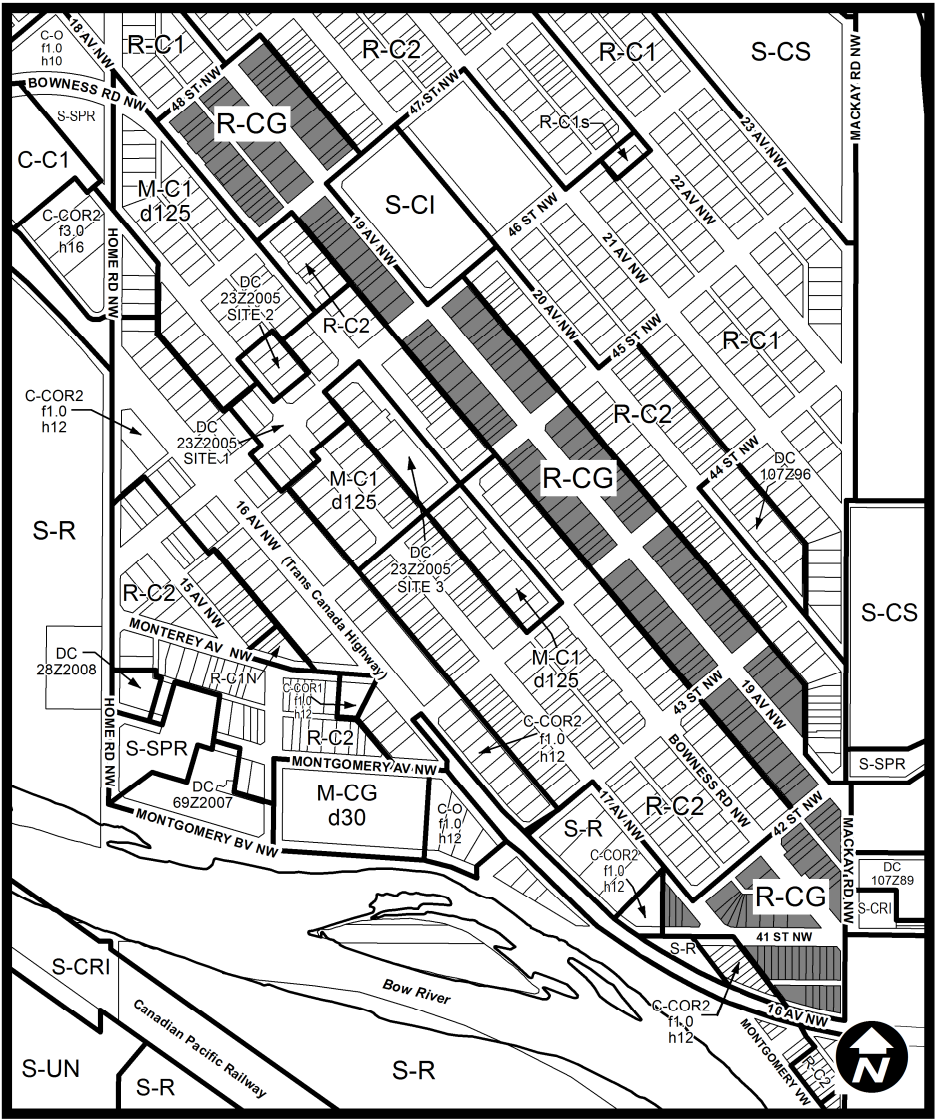 18 AV NW
C-O
f1.0
h10
R-C1
R-C2
R-C1
S-CS
MACKAY RD NW
BOWNESS RD NW
48 ST NW
47 ST NW
S-SPR
R-CG
R-C1s
23 AV NW
C-C1
M-C1
d125
S-CI
22 AV NW
C-COR2
f3.0
h16
HOME RD NW
19 AV NW
46 ST NW
21 AV NW
DC
23Z2005
SITE 2
R-C2
20 AV NW
45 ST NW
R-C1
C-COR2
f1.0
h12
R-C2
DC
23Z2005
SITE 1
44 ST NW
DC
107Z96
M-C1
d125
R-CG
S-R
16 AV NW
(Trans Canada Highway)
DC
23Z2005
SITE 3
R-C2
15 AV NW
S-CS
MONTEREY AV NW
M-C1
d125
DC
28Z2008
R-C1N
C-COR1
f1.0
h12
43 ST NW
19 AV NW
HOME RD NW
S-SPR
R-C2
C-COR2
f1.0
h12
BOWNESS RD NW
S-SPR
MONTGOMERY AV NW
DC
69Z2007
M-CG
d30
C-O
f1.0
h12
17 AV NW
R-C2
42 ST NW
MACKAY RD NW
MONTGOMERY BV NW
S-R
C-COR2
f1.0
h12
DC
107Z89
R-CG
S-CRI
41 ST NW
S-R
S-CRI
Bow River
C-COR2
f1.0
h12
16 AV NW
Canadian Pacific Railway
MONTGOMERY VW
R-C2
S-UN
S-R
S-R
N